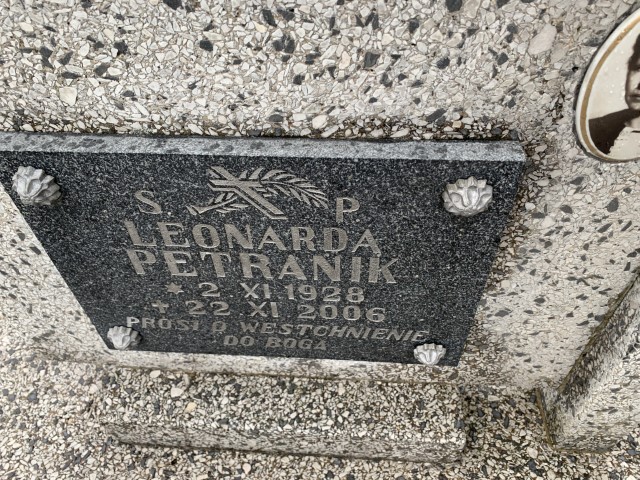 S P
LEONARDA
PETRANIK
* 2 XI 1928
+ 22 XI 2006
PROSI O WESTCHNIENIE
DO BOGA